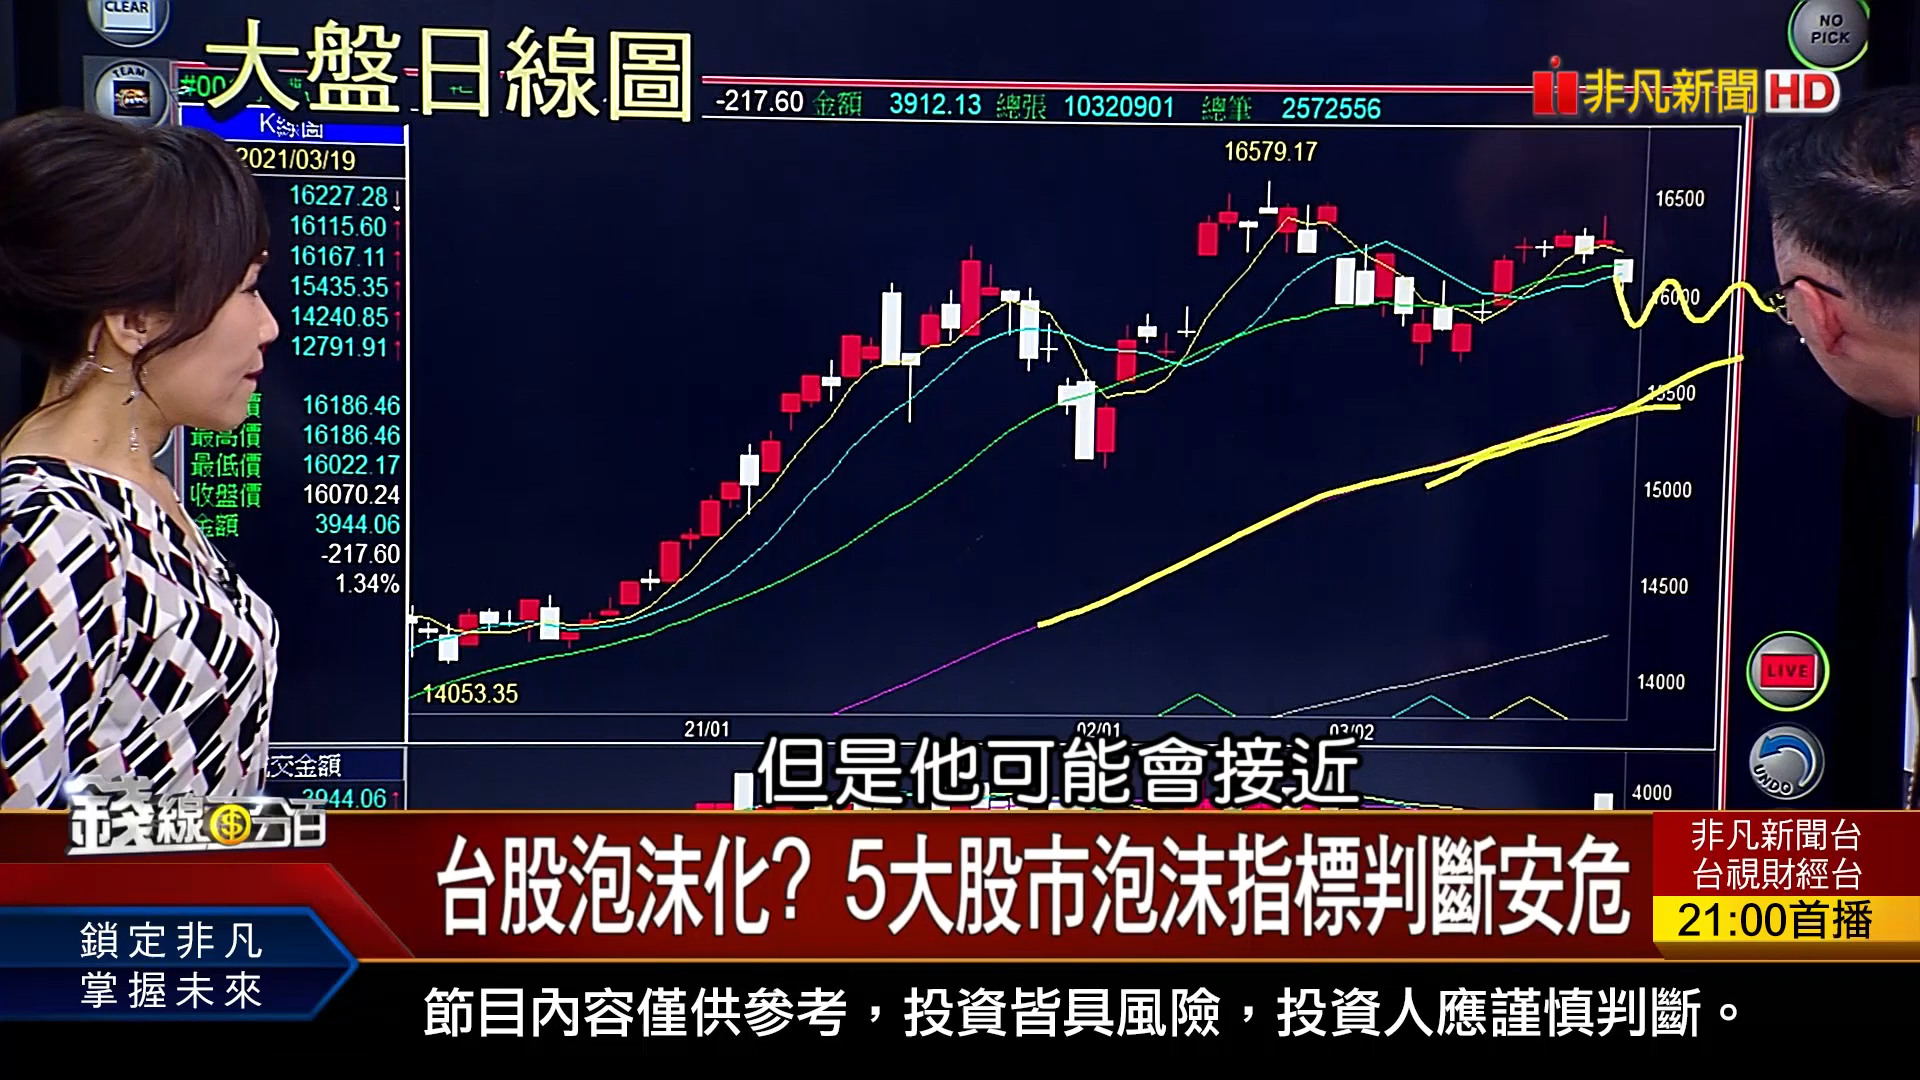 CLEAR
NO
PICK
TEAM
大盤日線圖
-217.60 金額 3912.13 總張 10320901 總筆 2572556
非凡新聞HD
K線圖
2021/03/19
16579.17
16227.28↓
16115.60↑
16167.11↑
15435.35↑
14240.85↑
12791.91↑
16186.46
最高價 16186.46
最低價 16022.17
收盤價 16070.24
金額 3944.06
-217.60
1.34%
16500
16000
15500
15000
14500
14000
14053.35
21/01
02/01
03/02
LIVE
UNDO
交金額
3944.06↑
4000
但是他可能會接近
錢線百分百
台股泡沫化? 5大股市泡沫指標判斷安危
非凡新聞台
台視財經台
21:00首播
鎖定非凡
掌握未來
節目內容僅供參考，投資皆具風險，投資人應謹慎判斷。